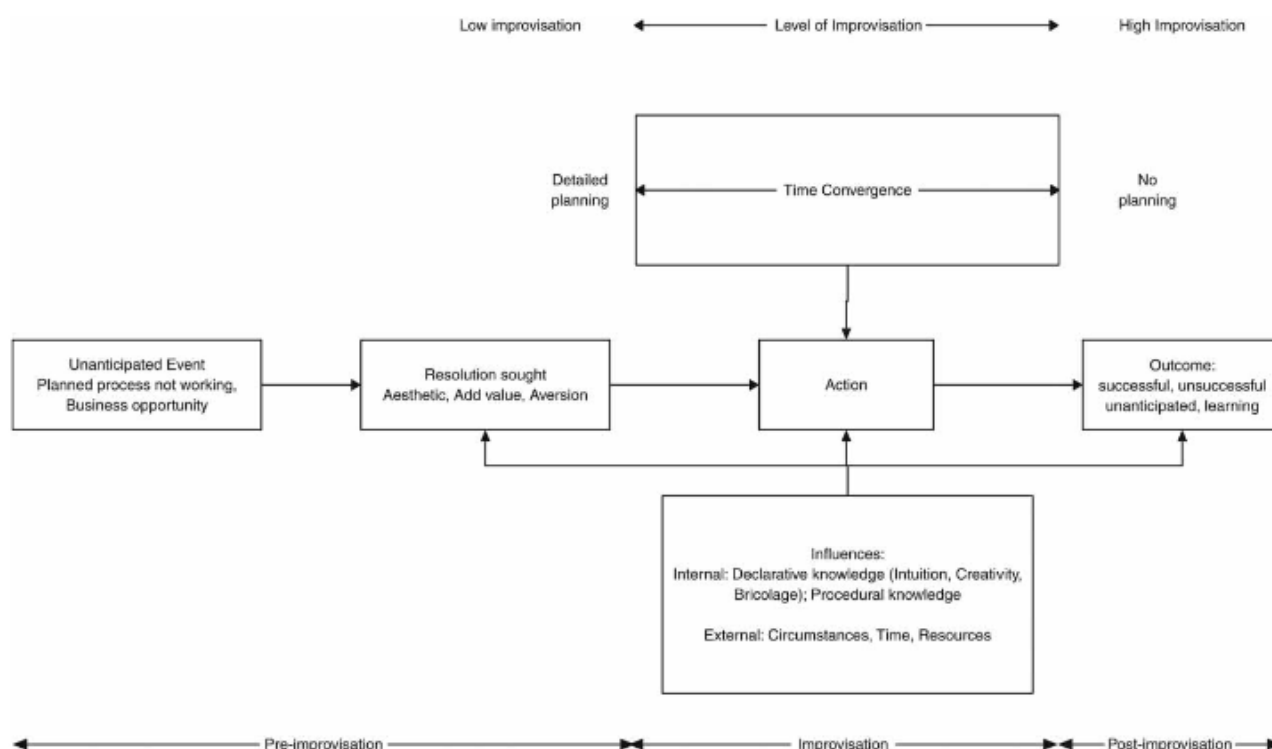 Low improvisation
Level of Improvisation
High Improvisation
Detailed
planning
Time Convergence
No
planning
Unanticipated Event
Planned process not working,
Business opportunity
Resolution sought
Aesthetic, Add value, Aversion
Action
Outcome:
successful, unsuccessful
unanticipated, learning
Influences:
Internal: Declarative knowledge (Intuition, Creativity,
Bricolage); Procedural knowledge
External: Circumstances, Time, Resources
Pre-improvisation
Improvisation
Post-improvisation